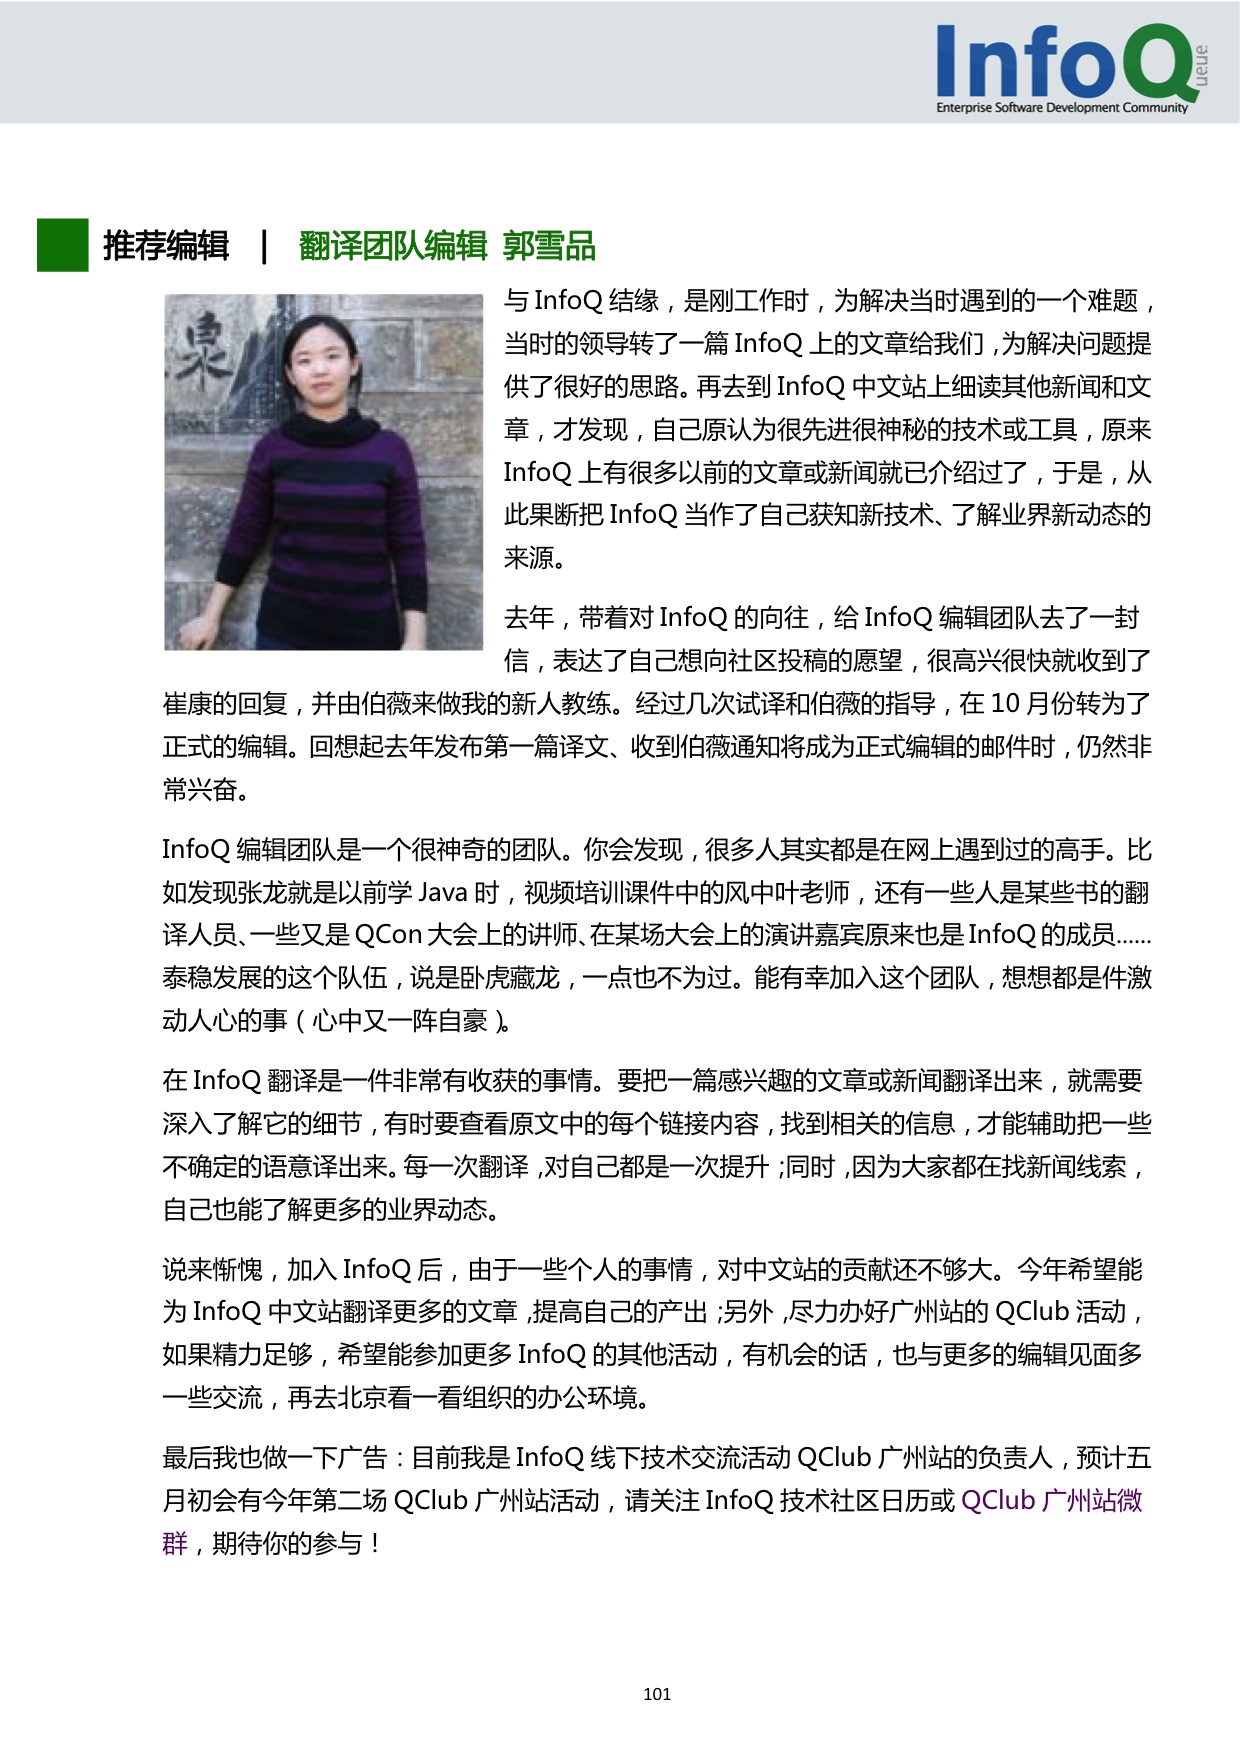 InfoQ
ueue
Enterprise Software Development Community
推荐编辑 | 翻译团队编辑 郭雪品
泉
与 InfoQ 结缘，是刚工作时，为解决当时遇到的一个难题，
当时的领导转了一篇 InfoQ 上的文章给我们，为解决问题提
供了很好的思路。再去到 InfoQ 中文站上细读其他新闻和文
章，才发现，自己原认为很先进很神秘的技术或工具，原来
InfoQ 上有很多以前的文章或新闻就已介绍过了，于是，从
此果断把 InfoQ 当作了自己获知新技术、了解业界新动态的
来源。
去年，带着对 InfoQ 的向往，给 InfoQ 编辑团队去了一封
信，表达了自己想向社区投稿的愿望，很高兴很快就收到了
崔康的回复，并由伯薇来做我的新人教练。经过几次试译和伯薇的指导，在 10 月份转为了
正式的编辑。回想起去年发布第一篇译文、收到伯薇通知将成为正式编辑的邮件时，仍然非
常兴奋。
InfoQ 编辑团队是一个很神奇的团队。你会发现，很多人其实都是在网上遇到过的高手。比
如发现张龙就是以前学 Java 时，视频培训课件中的风中叶老师，还有一些人是某些书的翻
译人员、一些又是 QCon 大会上的讲师、在某场大会上的演讲嘉宾原来也是 InfoQ 的成员……
泰稳发展的这个队伍，说是卧虎藏龙，一点也不为过。能有幸加入这个团队，想想都是件激
动人心的事（心中又一阵自豪）。
在 InfoQ 翻译是一件非常有收获的事情。要把一篇感兴趣的文章或新闻翻译出来，就需要
深入了解它的细节，有时要查看原文中的每个链接内容，找到相关的信息，才能辅助把一些
不确定的语意译出来。每一次翻译，对自己都是一次提升；同时，因为大家都在找新闻线索，
自己也能了解更多的业界动态。
说来惭愧，加入 InfoQ 后，由于一些个人的事情，对中文站的贡献还不够大。今年希望能
为 InfoQ 中文站翻译更多的文章，提高自己的产出；另外，尽力办好广州站的 QClub 活动，
如果精力足够，希望能参加更多 InfoQ 的其他活动，有机会的话，也与更多的编辑见面多
一些交流，再去北京看一看组织的办公环境。
最后我也做一下广告：目前我是 InfoQ 线下技术交流活动 QClub 广州站的负责人，预计五
月初会有今年第二场 QClub 广州站活动，请关注 InfoQ 技术社区日历或 QClub 广州站微
群，期待你的参与！
101